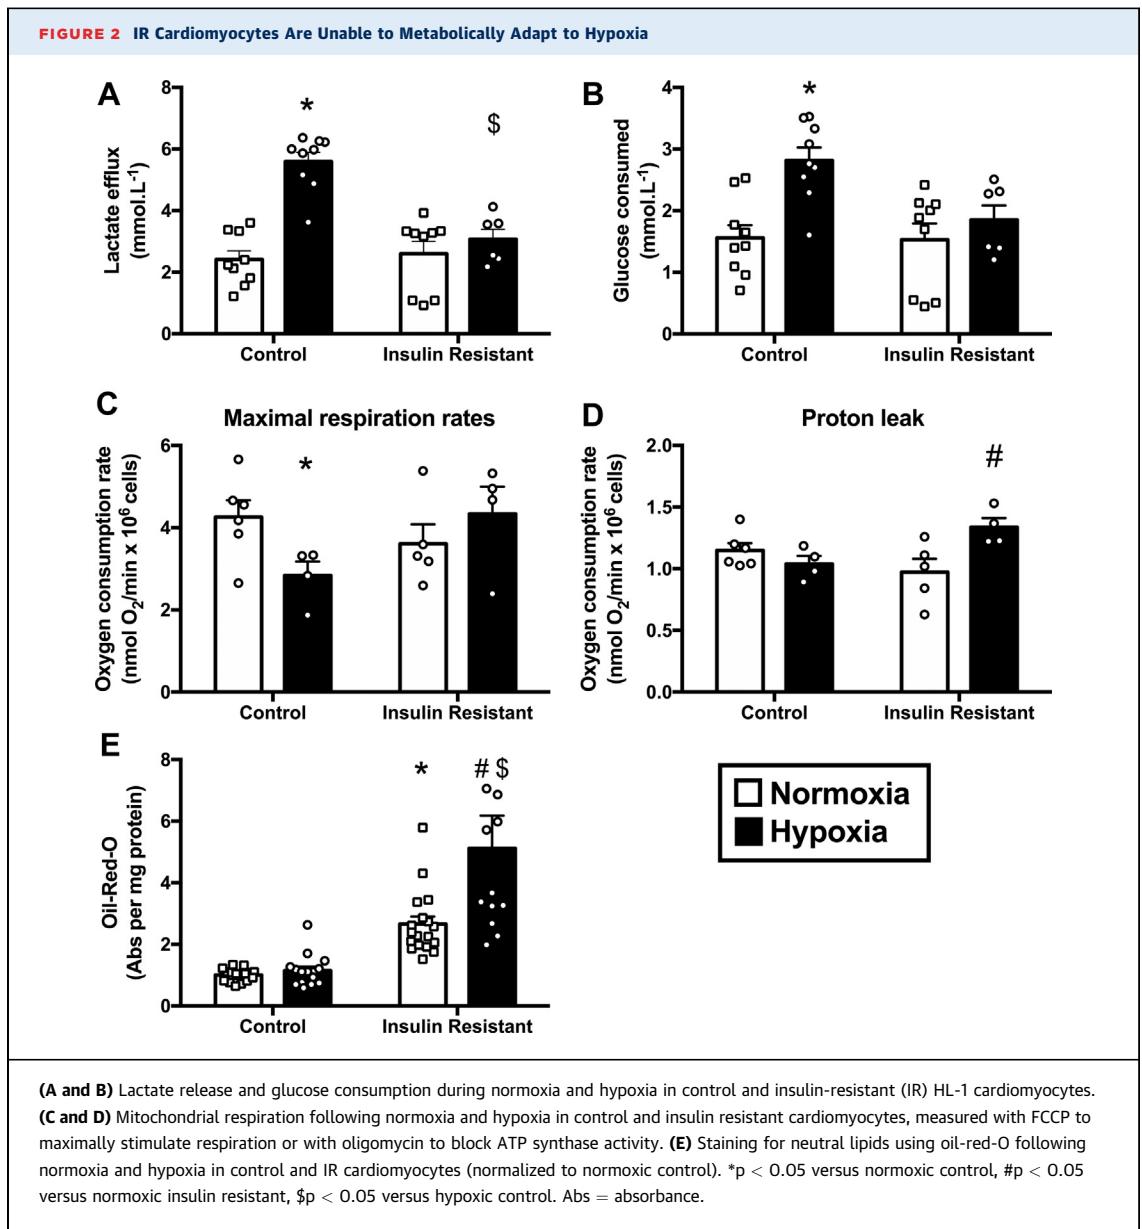 FIGURE 2 IR Cardiomyocytes Are Unable to Metabolically Adapt to Hypoxia
A
Lactate efflux
(mmol.L⁻¹)
8
6
4
2
0
*
$
Control
Insulin Resistant
B
Glucose consumed
(mmol.L⁻¹)
4
3
2
1
0
*
Control
Insulin Resistant
C
Maximal respiration rates
Oxygen consumption rate
(nmol O₂/min x 10⁶ cells)
6
4
2
0
*
Control
Insulin Resistant
D
Proton leak
Oxygen consumption rate
(nmol O₂/min x 10⁶ cells)
2.0
1.5
1.0
0.5
0.0
#
Control
Insulin Resistant
E
Oil-Red-O
(Abs per mg protein)
8
6
4
2
0
*
# $
Control
Insulin Resistant
Normoxia
Hypoxia
(A and B) Lactate release and glucose consumption during normoxia and hypoxia in control and insulin-resistant (IR) HL-1 cardiomyocytes.
(C and D) Mitochondrial respiration following normoxia and hypoxia in control and insulin resistant cardiomyocytes, measured with FCCP to
maximally stimulate respiration or with oligomycin to block ATP synthase activity. (E) Staining for neutral lipids using oil-red-O following
normoxia and hypoxia in control and IR cardiomyocytes (normalized to normoxic control). *p < 0.05 versus normoxic control, #p < 0.05
versus normoxic insulin resistant, $p < 0.05 versus hypoxic control. Abs = absorbance.